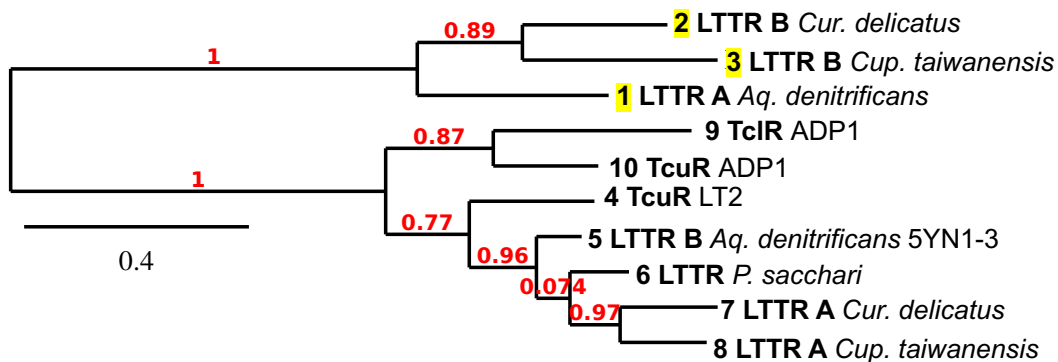 2 LTTR B Cur. delicatus
0.89
3 LTTR B Cup. taiwanensis
1
1 LTTR A Aq. denitrificans
9 TclR ADP1
0.87
10 TcuR ADP1
1
4 TcuR LT2
0.77
5 LTTR B Aq. denitrificans 5YN1-3
0.96
0.4
6 LTTR P. sacchari
0.074
7 LTTR A Cur. delicatus
0.97
8 LTTR A Cup. taiwanensis